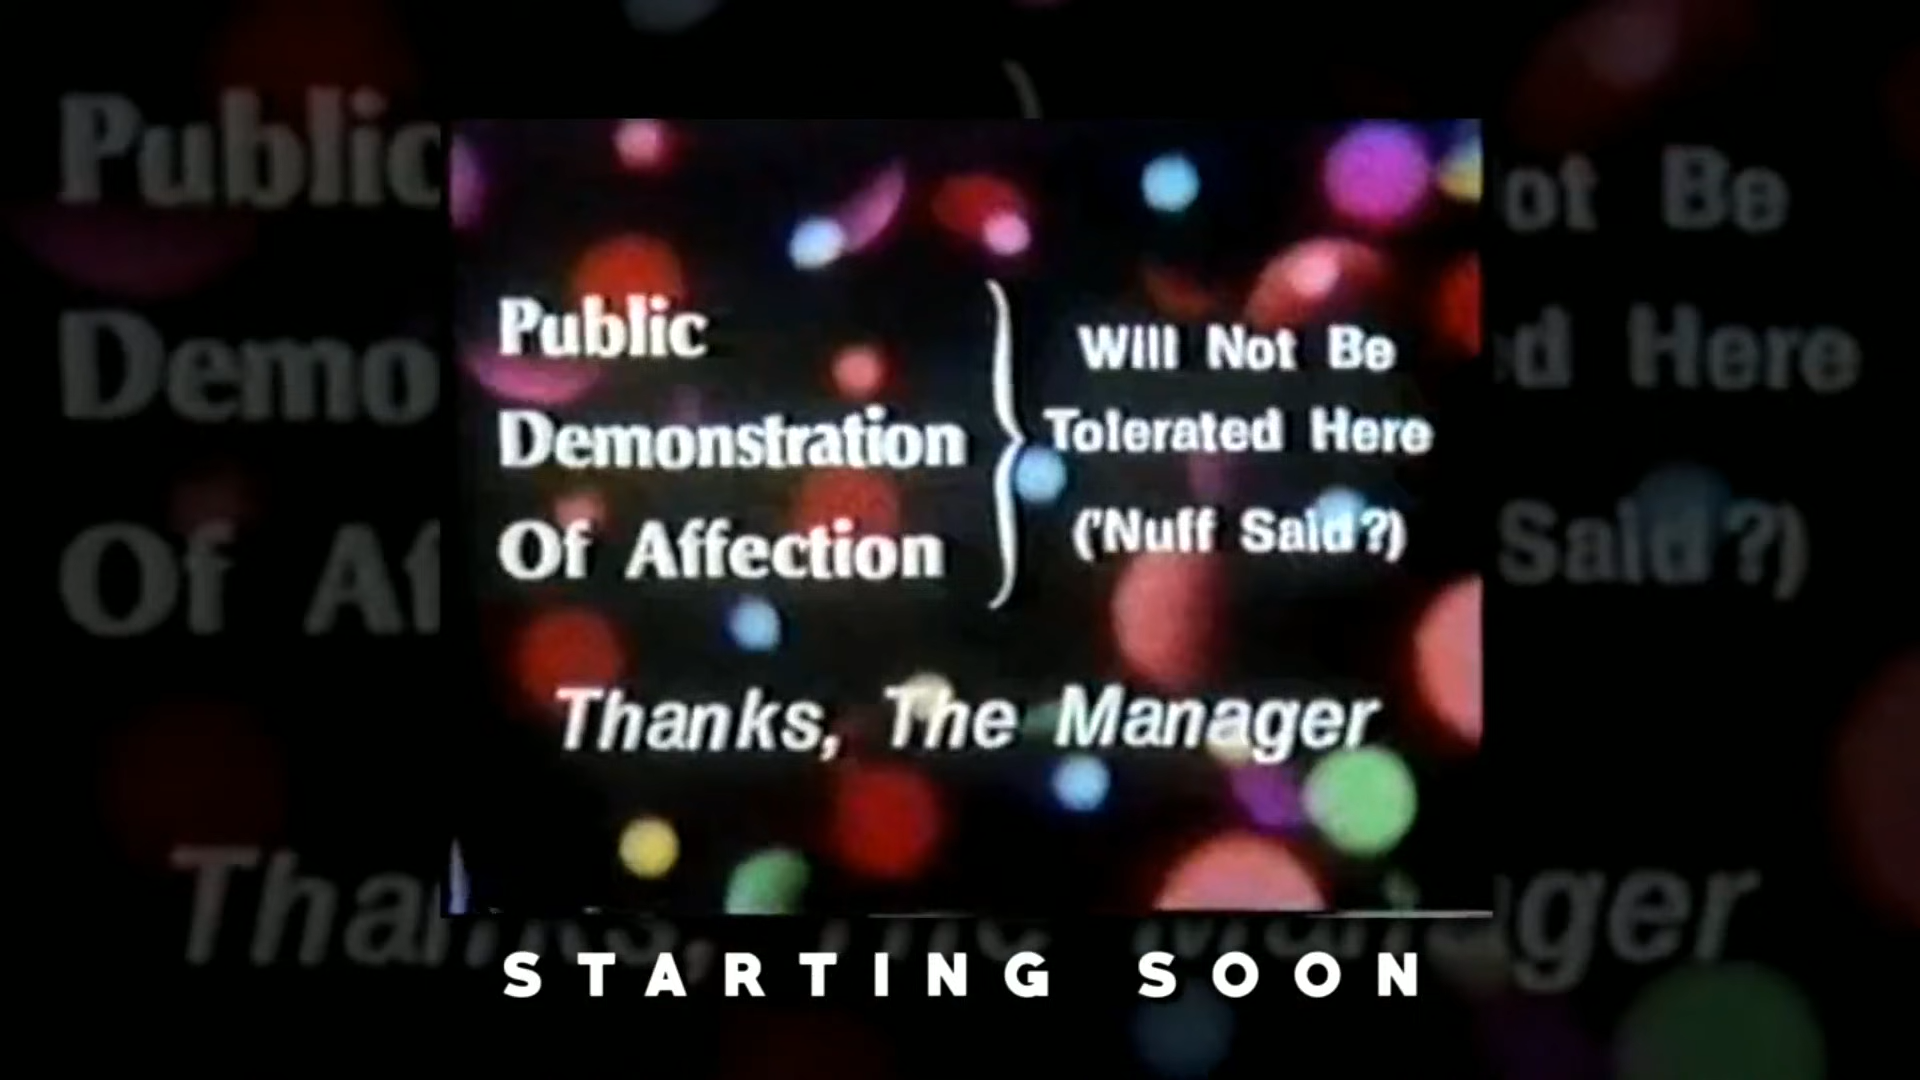 Public
Demonstration
Of Affection
Will Not Be
Tolerated Here
('Nuff Said?)
Thanks, The Manager
STARTING SOON